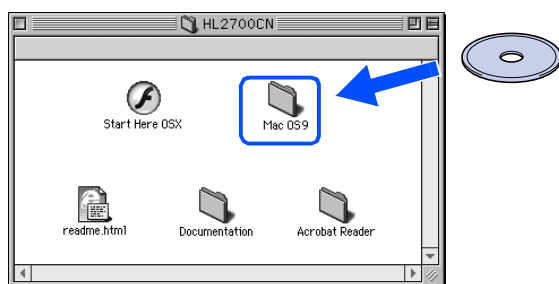 HL2700CN
Start Here OSX
Mac OS9
readme.html
Documentation
Acrobat Reader